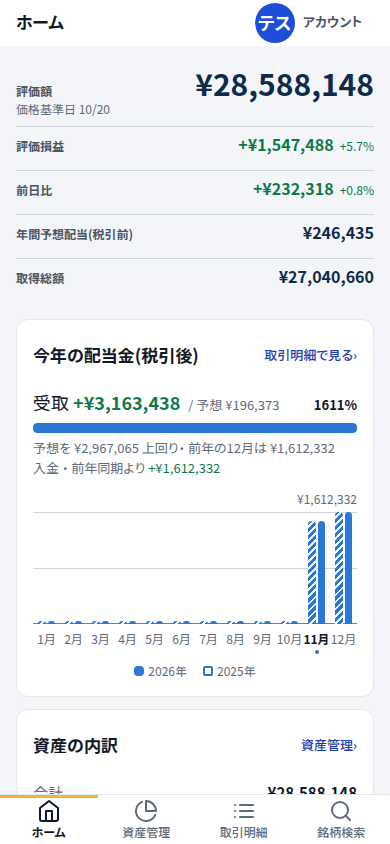 ホーム
テス アカウント
評価額 ¥28,588,148
価格基準日 10/20
評価損益 +¥1,547,488 +5.7%
前日比 +¥232,318 +0.8%
年間予想配当(税引前) ¥246,435
取得総額 ¥27,040,660
今年の配当金(税引後) 取引明細で見る›
受取 +¥3,163,438 / 予想 ¥196,373 1611%
予想を ¥2,967,065 上回り・前年の12月は ¥1,612,332
入金・前年同期より +¥1,612,332
¥1,612,332
1月 2月 3月 4月 5月 6月 7月 8月 9月 10月 11月 12月
2026年 2025年
資産の内訳 資産管理›
合計 ¥28,588,148
ホーム 資産管理 取引明細 銘柄検索